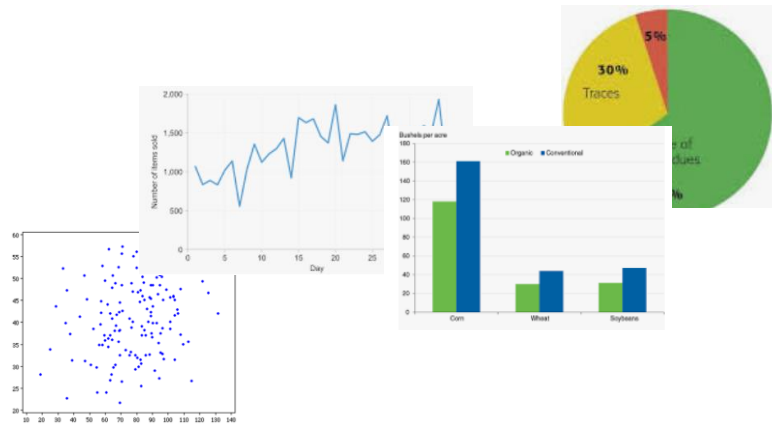 5%
30%
Traces
e of
dues
%
2,000
1,500
1,000
500
0
Number of items sold
0 5 10 15 20 25
Day
Bushels per acre
Organic Conventional
180
160
140
120
100
80
60
40
20
0
Corn Wheat Soybeans
60
55
50
45
40
35
30
25
20
10 20 30 40 50 60 70 80 90 100 110 120 130 140